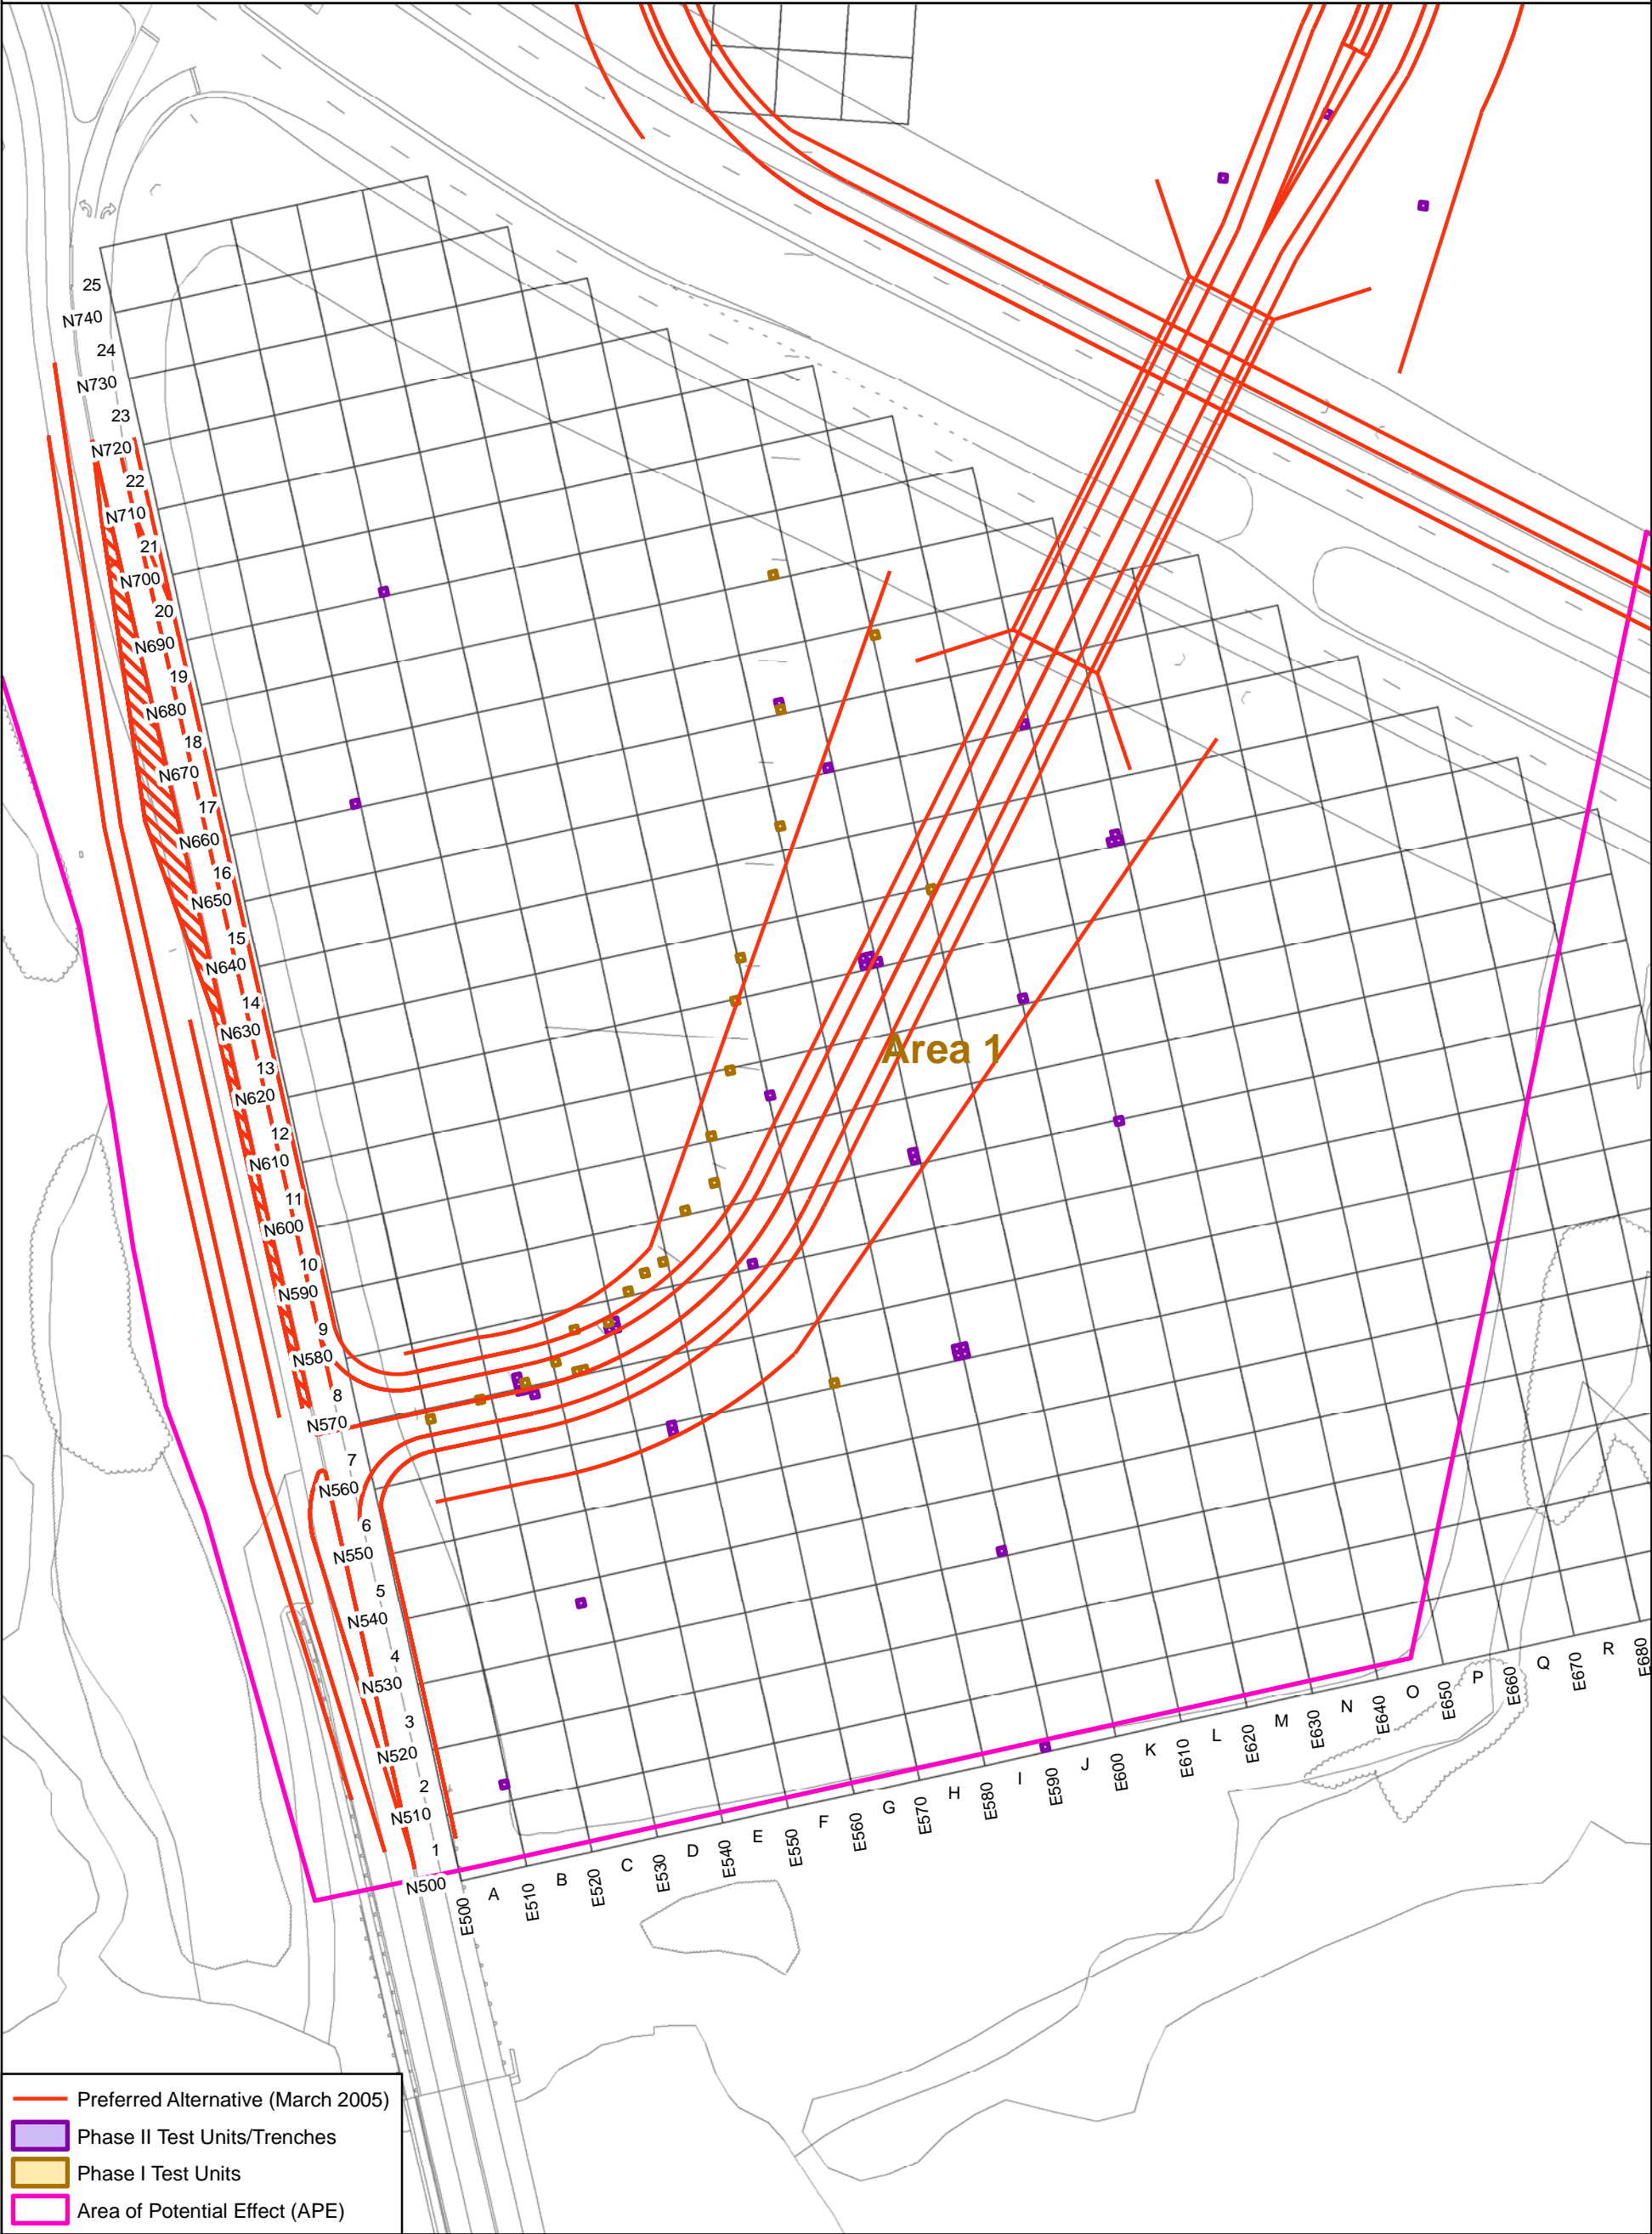 25
N740
24
N730
23
N720
22
N710
21
N700
20
N690
19
N680
18
N670
17
N660
16
N650
15
N640
14
N630
13
N620
12
N610
11
N600
10
N590
9
N580
8
N570
7
N560
6
N550
5
N540
4
N530
3
N520
2
N510
1
N500
Area 1
E500 A E510 B E520 C E530 D E540 E E550 F E560 G E570 H E580 I E590 J E600 K E610 L E620 M E630 N E640 O E650 P E660 Q E670 R E680
Preferred Alternative (March 2005)
Phase II Test Units/Trenches
Phase I Test Units
Area of Potential Effect (APE)